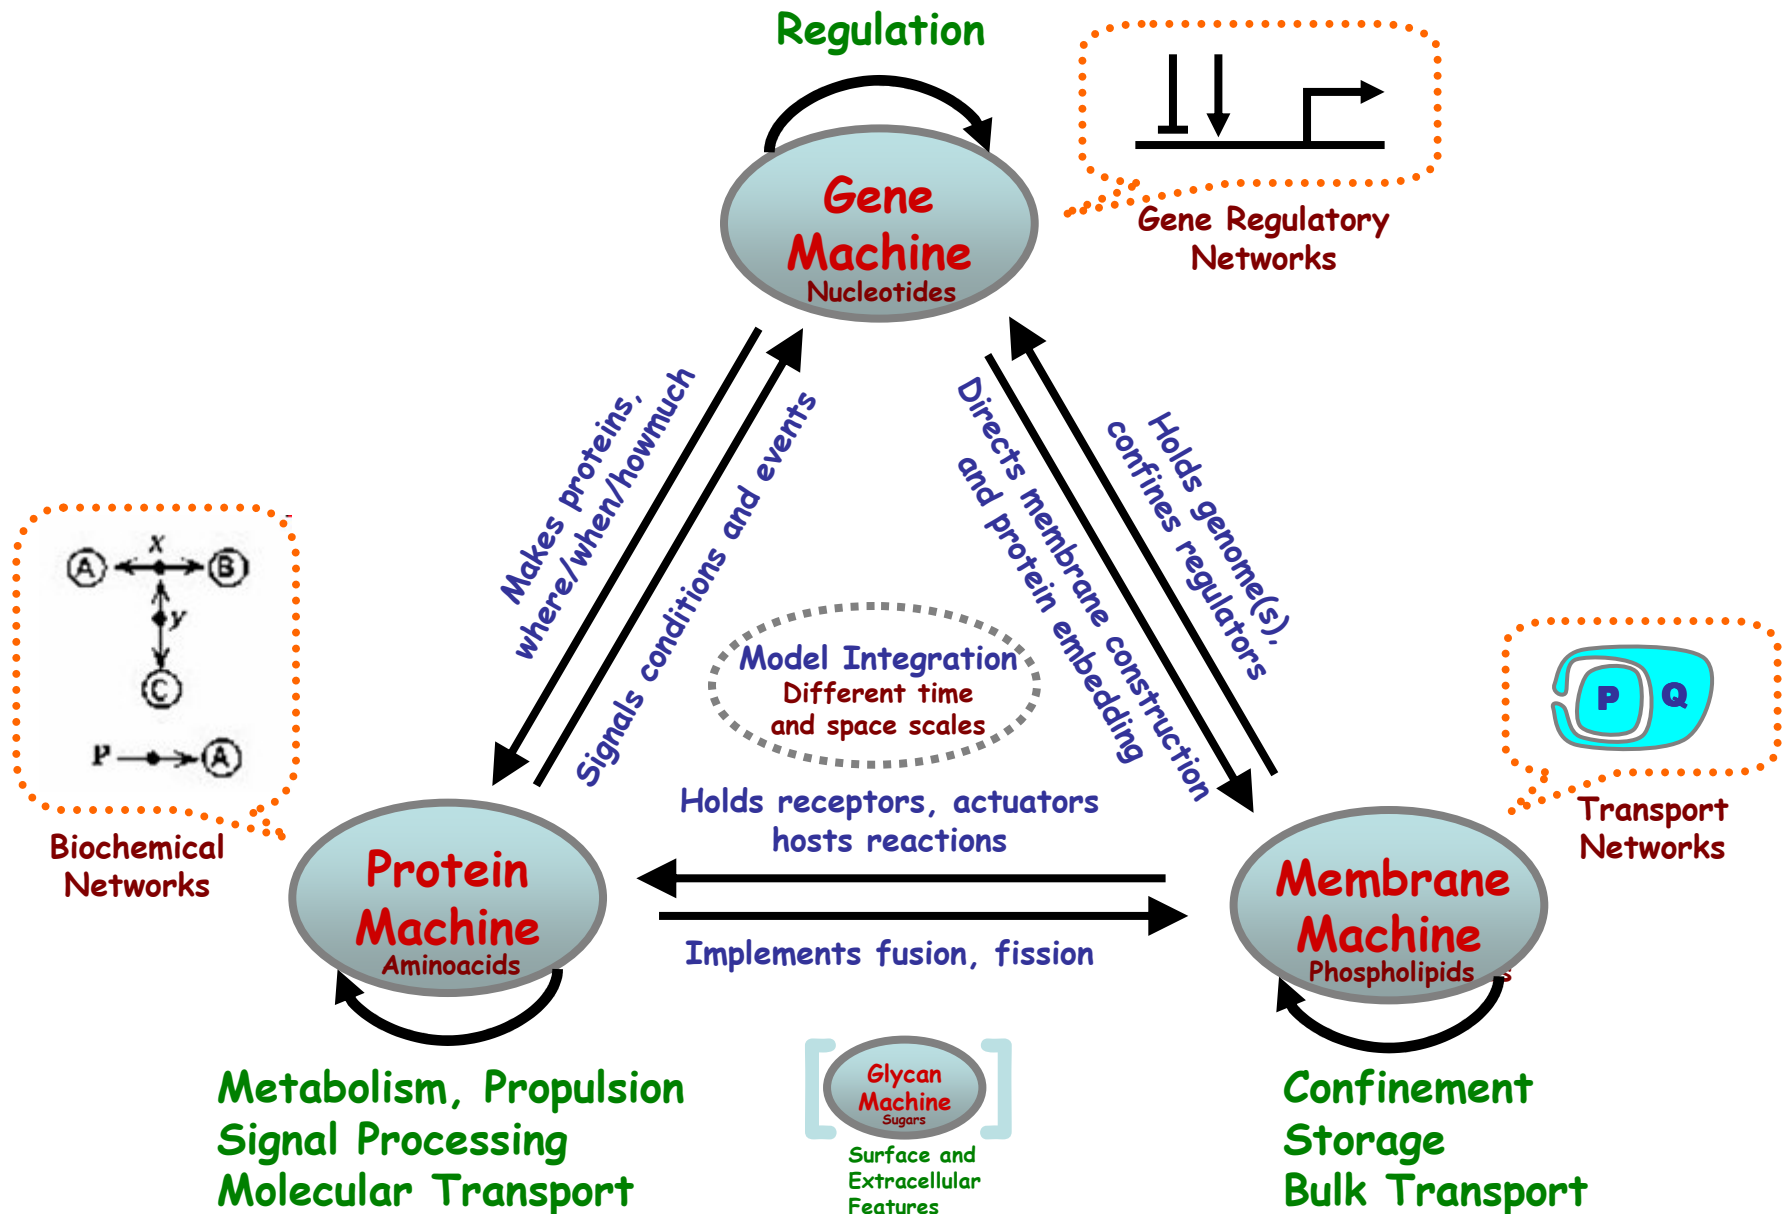 Regulation
Gene
Machine
Nucleotides
Gene Regulatory
Networks
Makes proteins,
where/when/howmuch
Signals conditions and events
Directs membrane construction
and protein embedding
Holds genome(s),
confines regulators
x
A
B
y
C
P
A
Biochemical
Networks
Model Integration
Different time
and space scales
P
Q
Transport
Networks
Holds receptors, actuators
hosts reactions
Protein
Machine
Aminoacids
Implements fusion, fission
Membrane
Machine
Phospholipids s
Metabolism, Propulsion
Signal Processing
Molecular Transport
Glycan
Machine
Sugars
Surface and
Extracellular
Features
Confinement
Storage
Bulk Transport